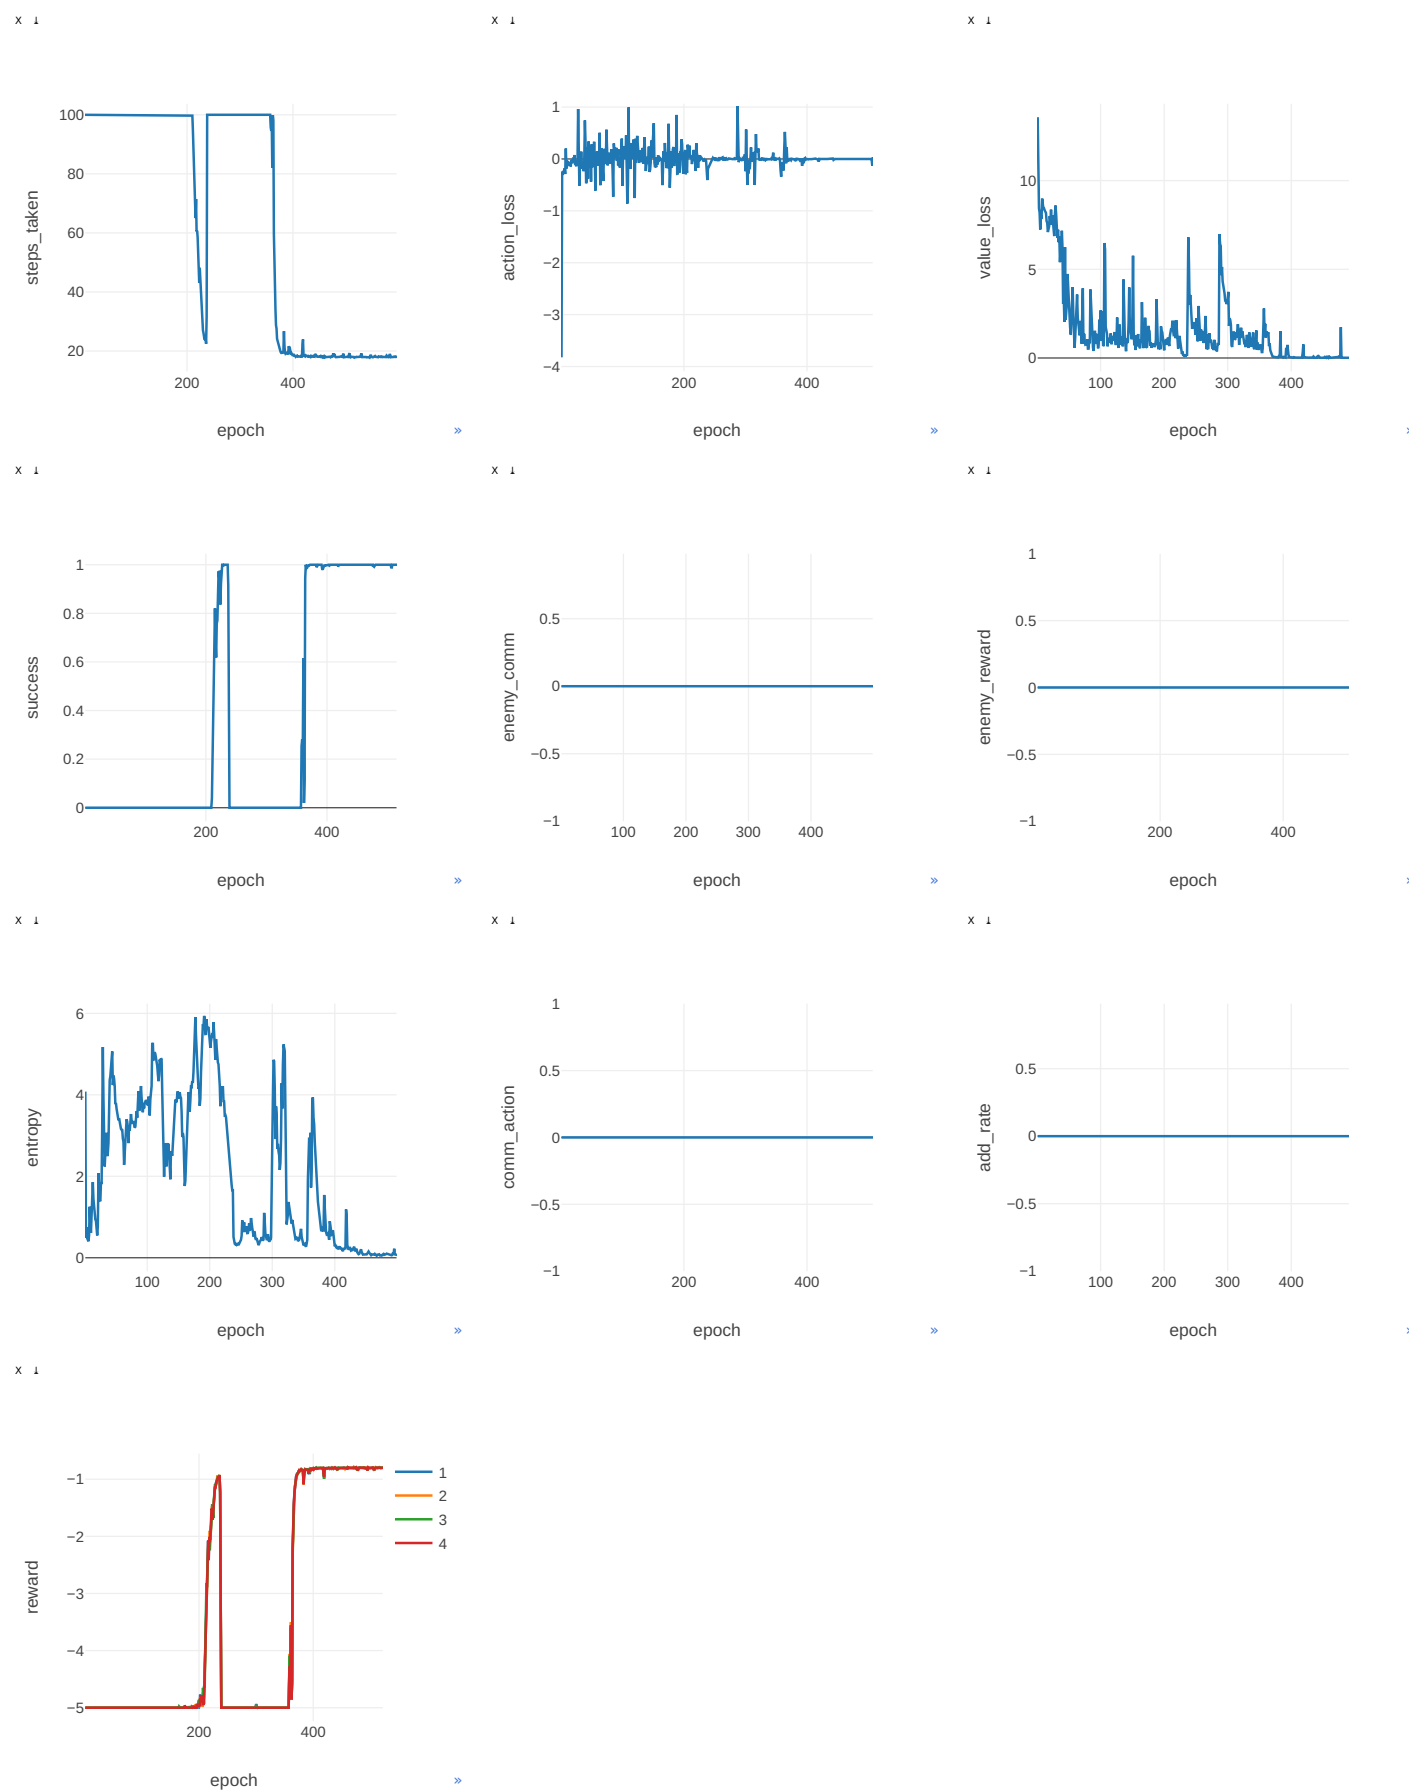 x ⤓ x ⤓ x ⤓
100
80
60
40
20
steps_taken
200 400
epoch
»
1
0
−1
−2
−3
−4
action_loss
200 400
epoch
»
10
5
0
value_loss
100 200 300 400
epoch
x ⤓ x ⤓ x ⤓
1
0.8
0.6
0.4
0.2
0
success
200 400
epoch
»
0.5
0
−0.5
−1
enemy_comm
100 200 300 400
epoch
»
1
0.5
0
−0.5
−1
enemy_reward
200 400
epoch
x ⤓ x ⤓ x ⤓
6
4
2
0
entropy
100 200 300 400
epoch
»
1
0.5
0
−0.5
−1
comm_action
200 400
epoch
»
0.5
0
−0.5
−1
add_rate
100 200 300 400
epoch
x ⤓
−1
−2
−3
−4
−5
reward
200 400
epoch
1
2
3
4
»